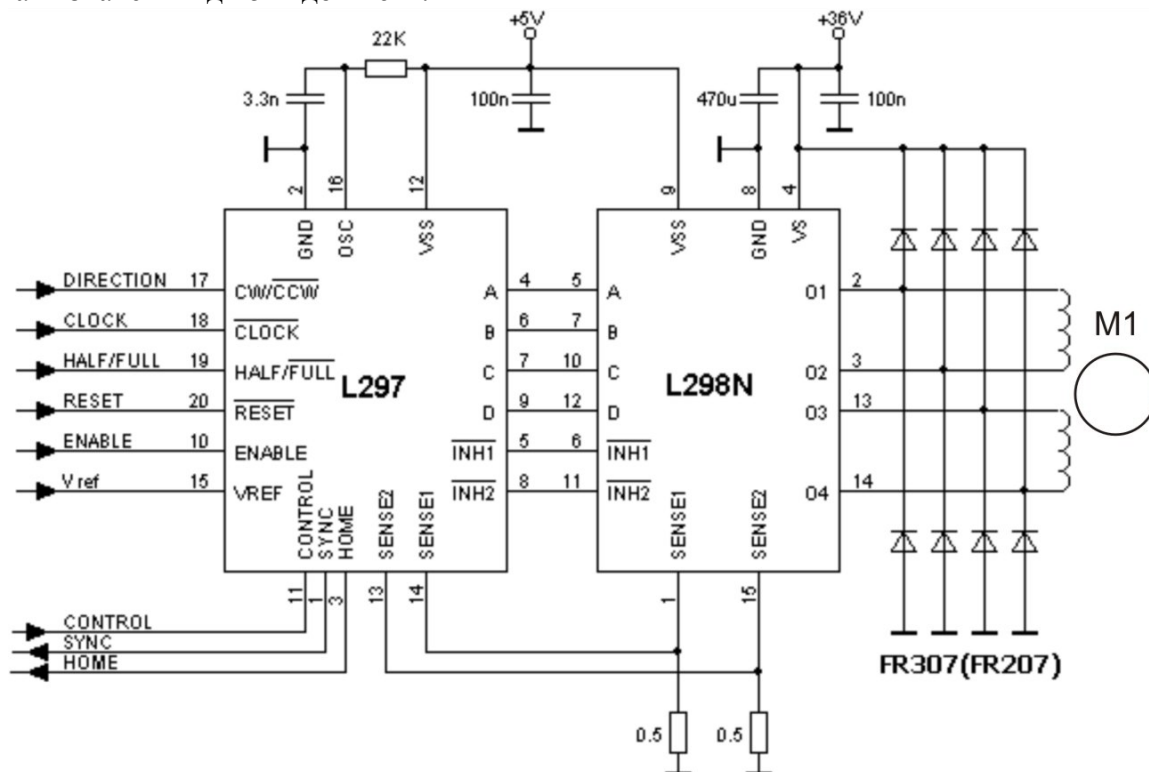 +5V
+36V
22K
3.3n
100n
470u
100n
2
16
12
9
8
4
GND
OSC
VSS
VSS
GND
VS
DIRECTION 17 CW/CCW A 4 5 A O1 2
CLOCK 18 CLOCK B 6 7 B
M1
HALF/FULL 19 HALF/FULL C 7 10 C O2 3
L297
L298N
RESET 20 RESET D 9 12 D O3 13
ENABLE 10 ENABLE INH1 5 6 INH1
V ref 15 VREF INH2 8 11 INH2 O4 14
CONTROL
SYNC
HOME
SENSE2
SENSE1
SENSE1
SENSE2
11
1
3
13
14
1
15
CONTROL
SYNC
HOME
FR307(FR207)
0.5
0.5